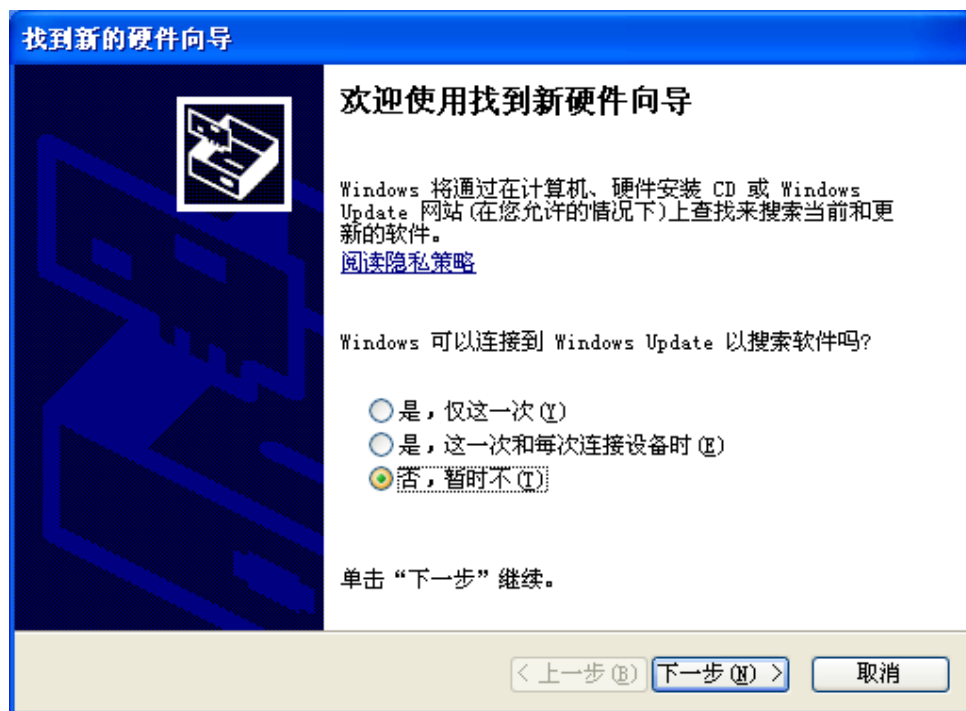 找到新的硬件向导
欢迎使用找到新硬件向导
Windows 将通过在计算机、硬件安装 CD 或 Windows
Update 网站(在您允许的情况下)上查找来搜索当前和更
新的软件。
阅读隐私策略
Windows 可以连接到 Windows Update 以搜索软件吗?
是，仅这一次(Y)
是，这一次和每次连接设备时(E)
否，暂时不(T)
单击“下一步”继续。
< 上一步(B) 下一步(N) > 取消